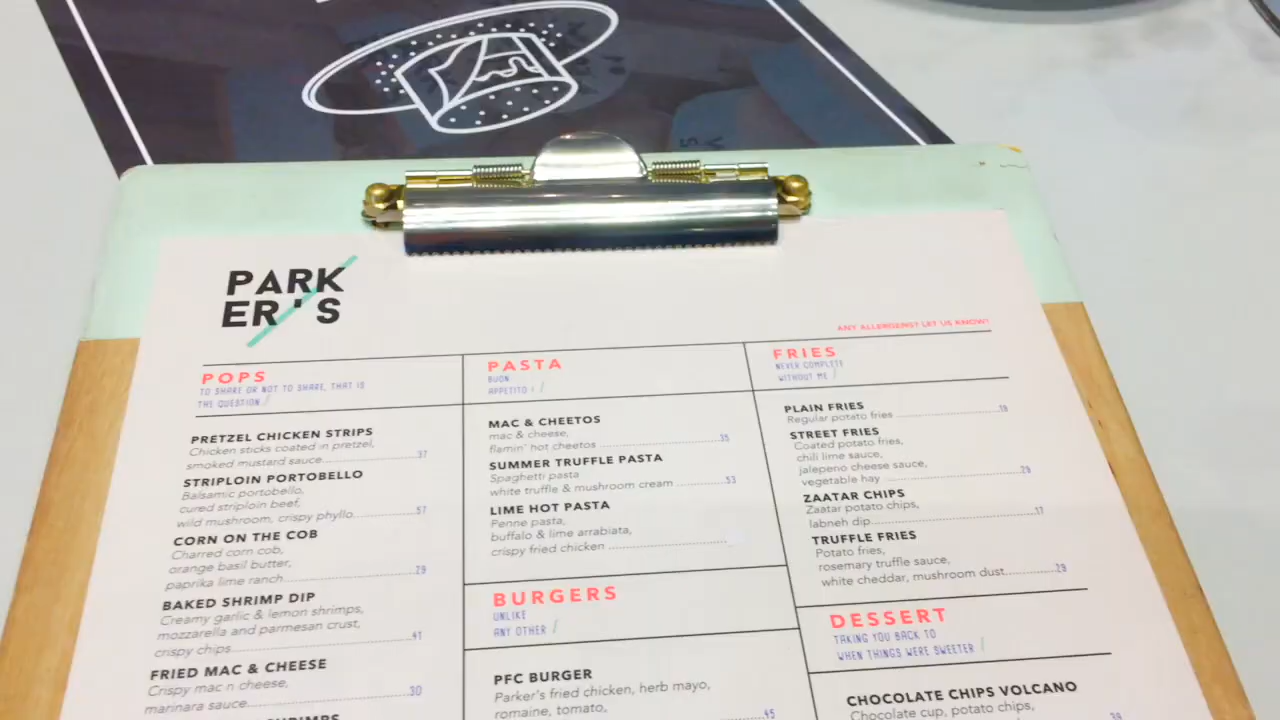 PARK
ER'S
ANY ALLERGENS? LET US KNOW!
POPS
TO SHARE OR NOT TO SHARE, THAT IS
THE QUESTION /
PRETZEL CHICKEN STRIPS
Chicken sticks coated in pretzel,
smoked mustard sauce 37
STRIPLOIN PORTOBELLO
Balsamic portobello,
cured striploin beef,
wild mushroom, crispy phyllo 57
CORN ON THE COB
Charred corn cob,
orange basil butter,
paprika lime ranch 29
BAKED SHRIMP DIP
Creamy garlic & lemon shrimps,
mozzarella and parmesan crust,
crispy chips 41
FRIED MAC & CHEESE
Crispy mac n cheese,
marinara sauce 30
PASTA
BUON
APPETITO ! /
MAC & CHEETOS
mac & cheese,
flamin' hot cheetos 35
SUMMER TRUFFLE PASTA
Spaghetti pasta
white truffle & mushroom cream 53
LIME HOT PASTA
Penne pasta,
buffalo & lime arrabiata,
crispy fried chicken
BURGERS
UNLIKE
ANY OTHER /
PFC BURGER
Parker's fried chicken, herb mayo,
romaine, tomato,
45
FRIES
NEVER COMPLETE
WITHOUT ME /
PLAIN FRIES
Regular potato fries
STREET FRIES
Coated potato fries,
chili lime sauce,
jalepeno cheese sauce,
vegetable hay 29
ZAATAR CHIPS
Zaatar potato chips,
labneh dip 17
TRUFFLE FRIES
Potato fries,
rosemary truffle sauce,
white cheddar, mushroom dust 29
DESSERT
TAKING YOU BACK TO
WHEN THINGS WERE SWEETER /
CHOCOLATE CHIPS VOLCANO
Chocolate cup, potato chips,